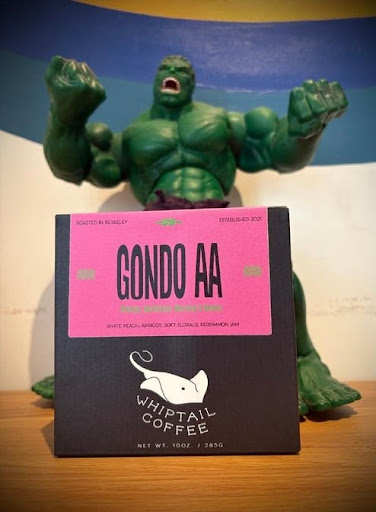 ROASTED IN BERKELEY
ESTABLISHED 2021
GONDO AA
WHITE PEACH, APRICOT, SOFT FLORALS, PERSIMMON JAM
WHIPTAIL
COFFEE
NET WT. 10OZ. / 285G